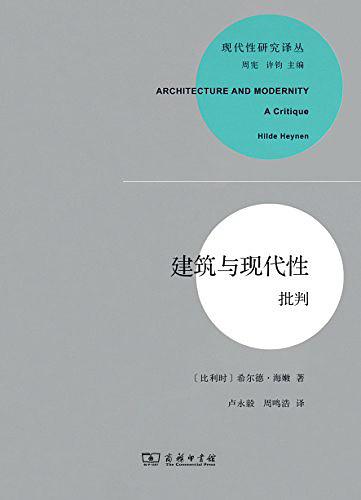 现代性研究译丛
周宪 许钧 主编
ARCHITECTURE AND MODERNITY
A Critique
Hilde Heynen
建筑与现代性
批判
〔比利时〕希尔德·海嫩 著
卢永毅 周鸣浩 译
商务印书馆
The Commercial Press